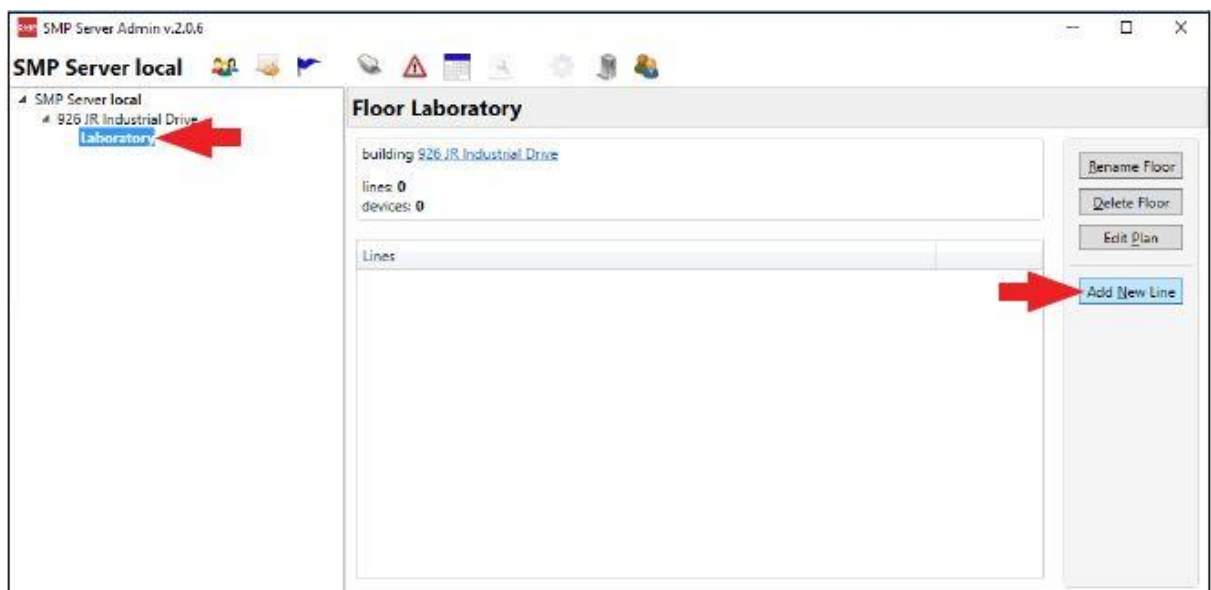 SMP Server Admin v.2.0.6
SMP Server local
SMP Server local
926 JR Industrial Drive
Laboratory
Floor Laboratory
building 926 JR Industrial Drive
lines: 0
devices: 0
Lines
Rename Floor
Delete Floor
Edit Plan
Add New Line